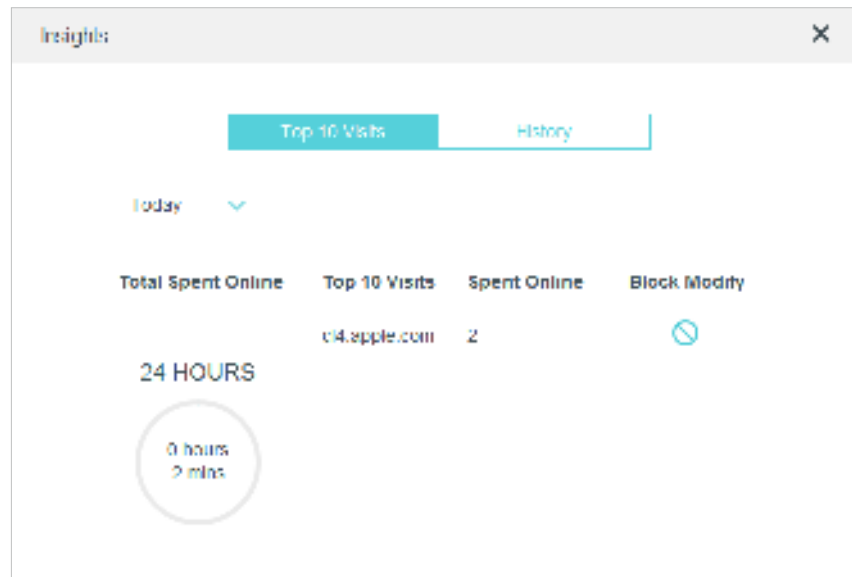 Insights
Top 10 Visits History
Today
Total Spent Online Top 10 Visits Spent Online Block Modify
cl4.apple.com 2
24 HOURS
0 hours
2 mins